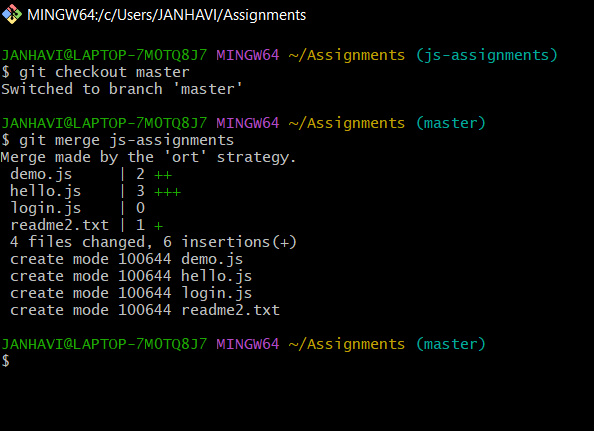 MINGW64:/c/Users/JANHAVI/Assignments
JANHAVI@LAPTOP-7MOTQ8J7 MINGW64 ~/Assignments (js-assignments)
$ git checkout master
Switched to branch 'master'
JANHAVI@LAPTOP-7MOTQ8J7 MINGW64 ~/Assignments (master)
$ git merge js-assignments
Merge made by the 'ort' strategy.
 demo.js     | 2 ++
 hello.js    | 3 +++
 login.js    | 0
 readme2.txt | 1 +
 4 files changed, 6 insertions(+)
 create mode 100644 demo.js
 create mode 100644 hello.js
 create mode 100644 login.js
 create mode 100644 readme2.txt
JANHAVI@LAPTOP-7MOTQ8J7 MINGW64 ~/Assignments (master)
$